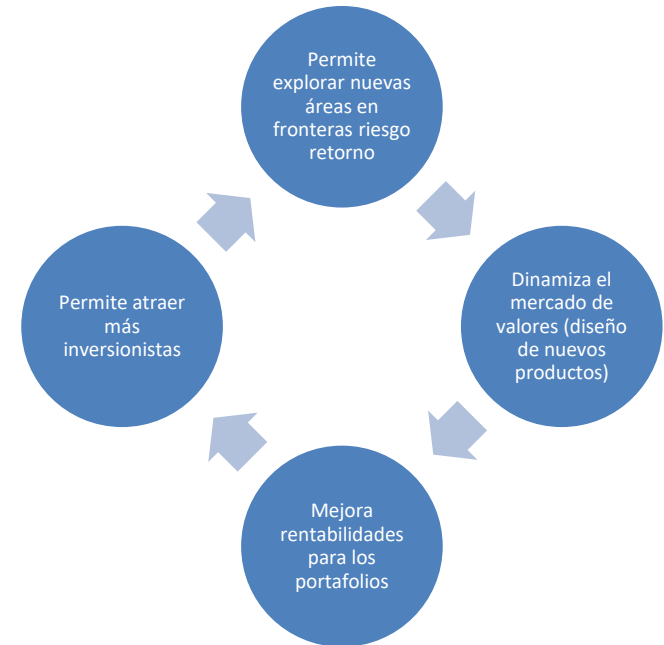 Permite
explorar nuevas
áreas en
fronteras riesgo
retorno
Dinamiza el
mercado de
valores (diseño
de nuevos
productos)
Mejora
rentabilidades
para los
portafolios
Permite atraer
más
inversionistas